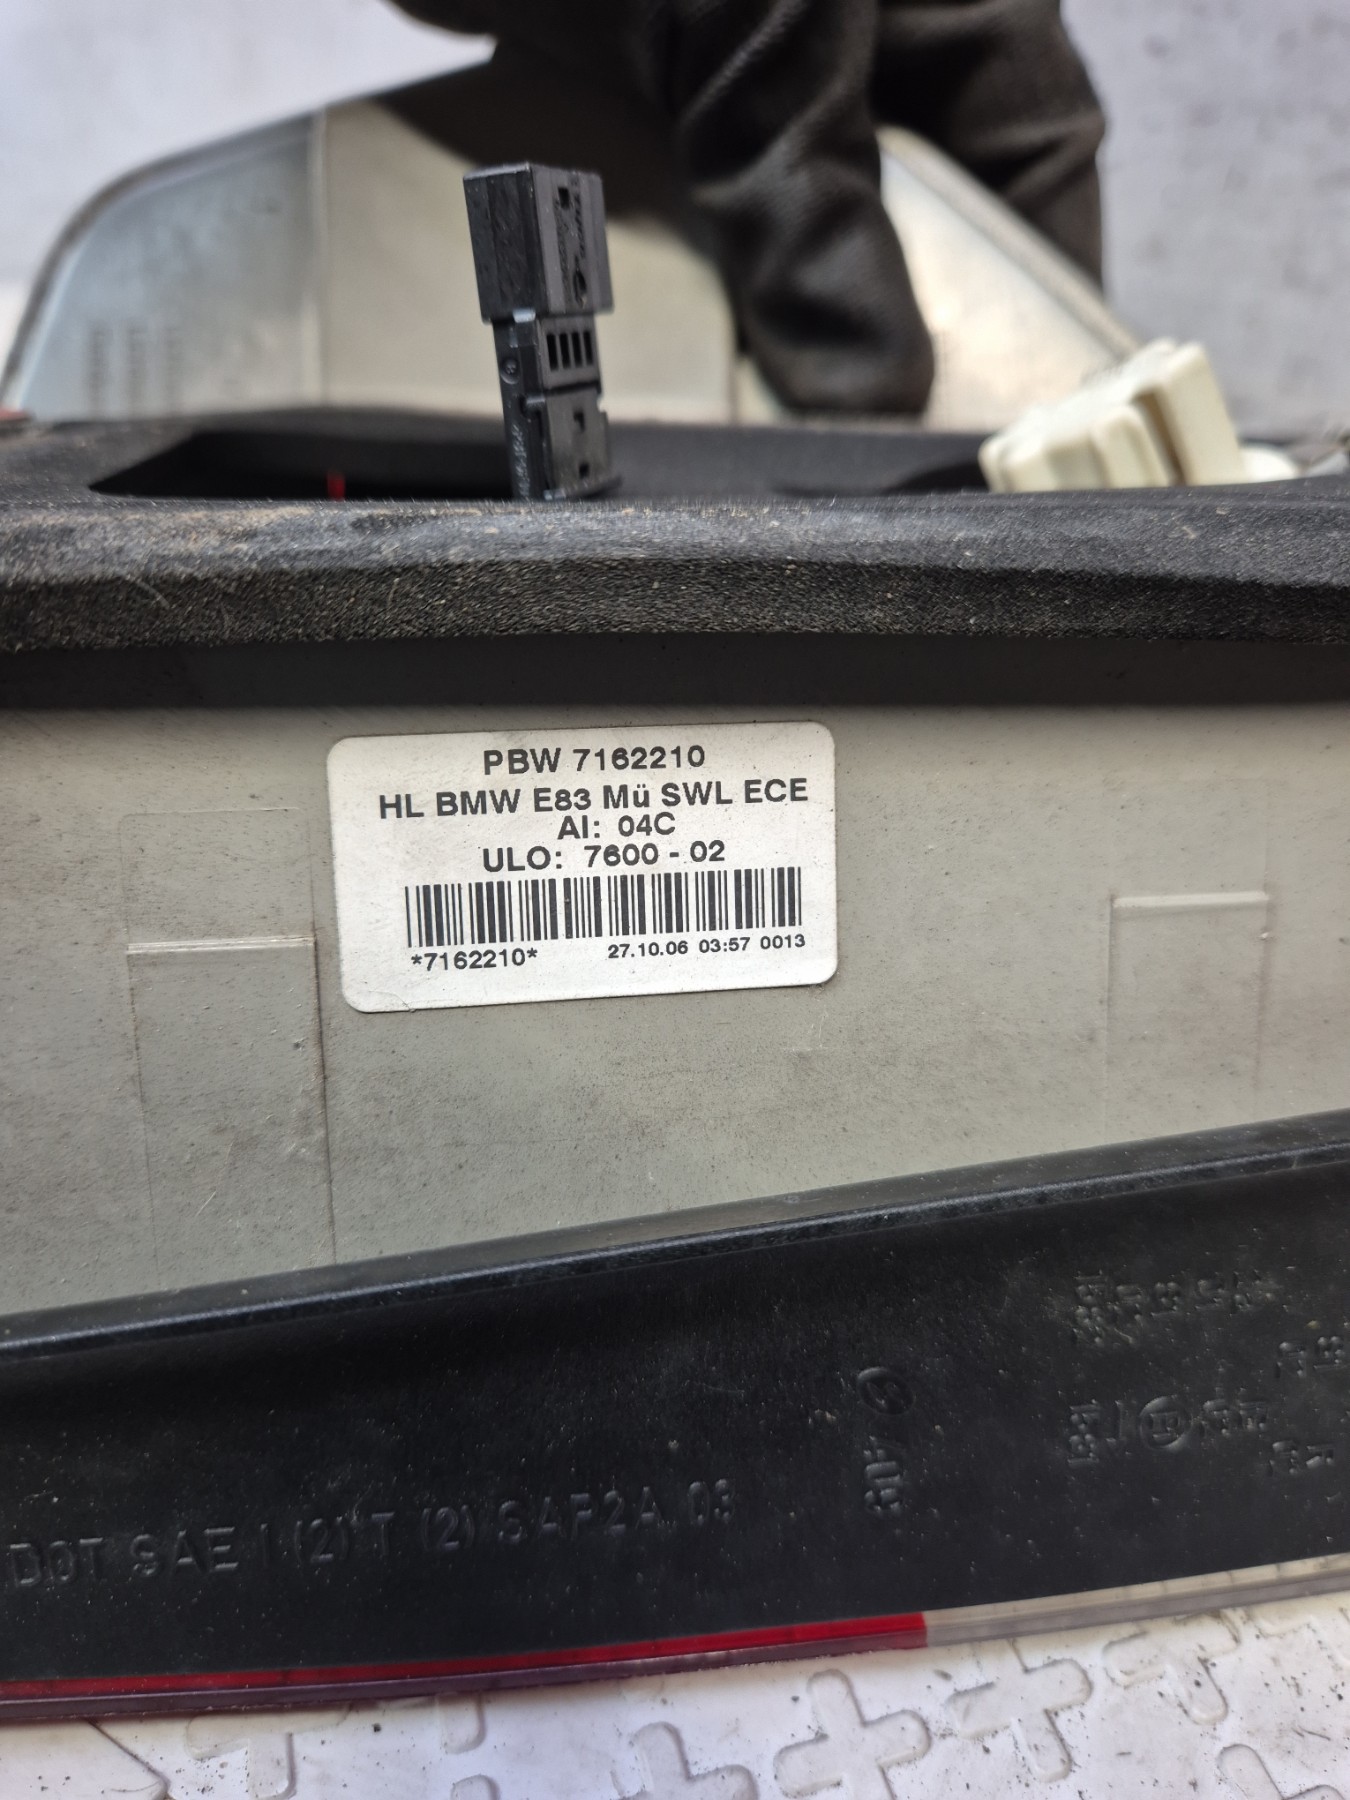 PBW 7162210
HL BMW E83 Mü SWL ECE
AI: 04C
ULO: 7600 - 02
*7162210* 27.10.06 03:57 0013
DOT SAE I (2) T (2) S AP2A 03